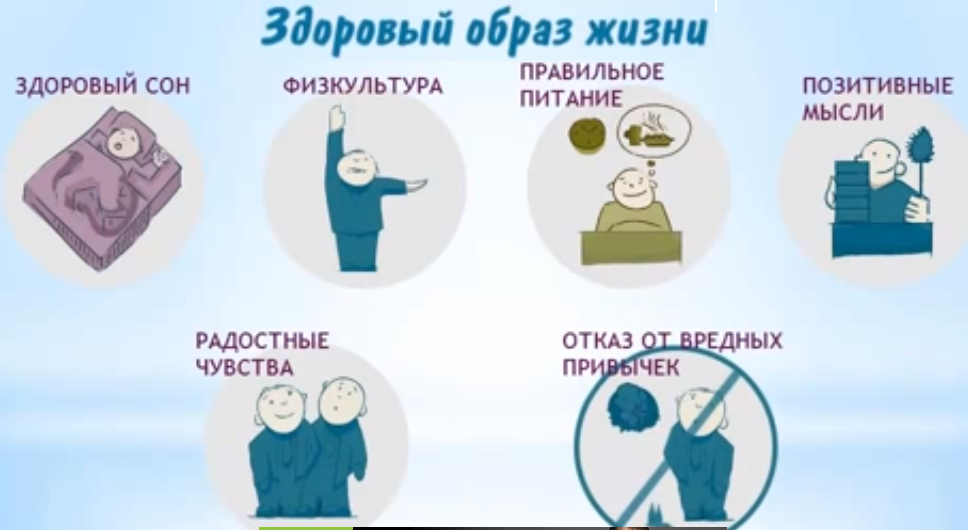 Здоровый образ жизни
ЗДОРОВЫЙ СОН
ФИЗКУЛЬТУРА
ПРАВИЛЬНОЕ
ПИТАНИЕ
ПОЗИТИВНЫЕ
МЫСЛИ
РАДОСТНЫЕ
ЧУВСТВА
ОТКАЗ ОТ ВРЕДНЫХ
ПРИВЫЧЕК